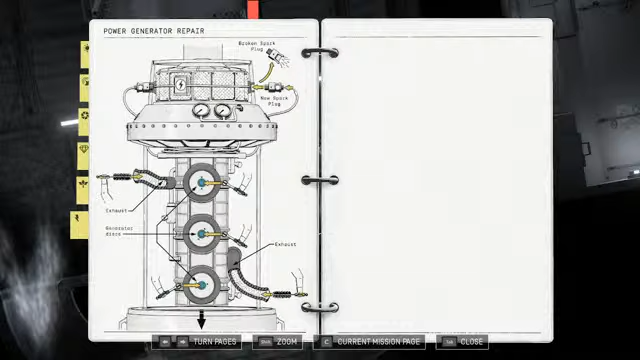 POWER GENERATOR REPAIR
Broken Spark
Plug
New Spark
Plug
Exhaust
Generator
discs
Exhaust
TURN PAGES
ZOOM
C CURRENT MISSION PAGE
Tab CLOSE